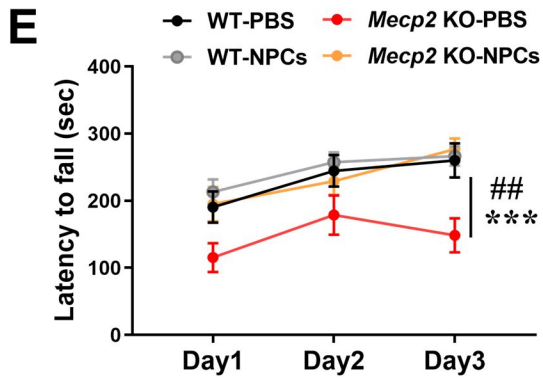 E
WT-PBS Mecp2 KO-PBS
WT-NPCs Mecp2 KO-NPCs
Latency to fall (sec)
400
300
200
100
0
##
***
Day1 Day2 Day3